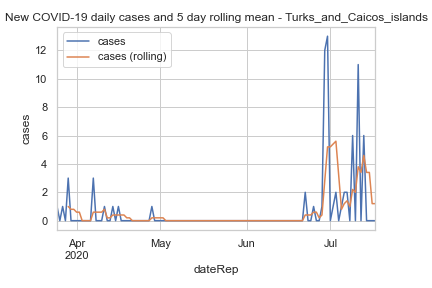 New COVID-19 daily cases and 5 day rolling mean - Turks_and_Caicos_islands
cases
cases (rolling)
12
10
8
6
4
2
0
cases
Apr
2020
May
Jun
Jul
dateRep